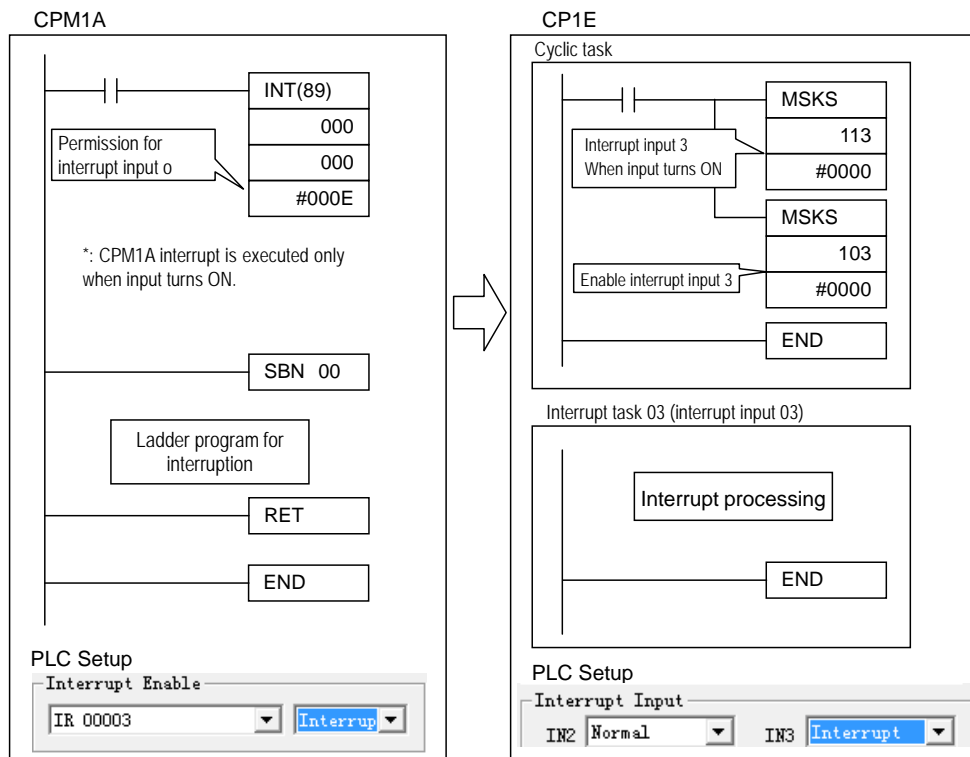 CPM1A
INT(89)
000
000
#000E
Permission for
interrupt input o
*: CPM1A interrupt is executed only
when input turns ON.
SBN 00
Ladder program for
interruption
RET
END
PLC Setup
Interrupt Enable
IR 00003
Interrup
CP1E
Cyclic task
MSKS
113
#0000
Interrupt input 3
When input turns ON
MSKS
103
#0000
Enable interrupt input 3
END
Interrupt task 03 (interrupt input 03)
Interrupt processing
END
PLC Setup
Interrupt Input
IN2 Normal IN3 Interrupt